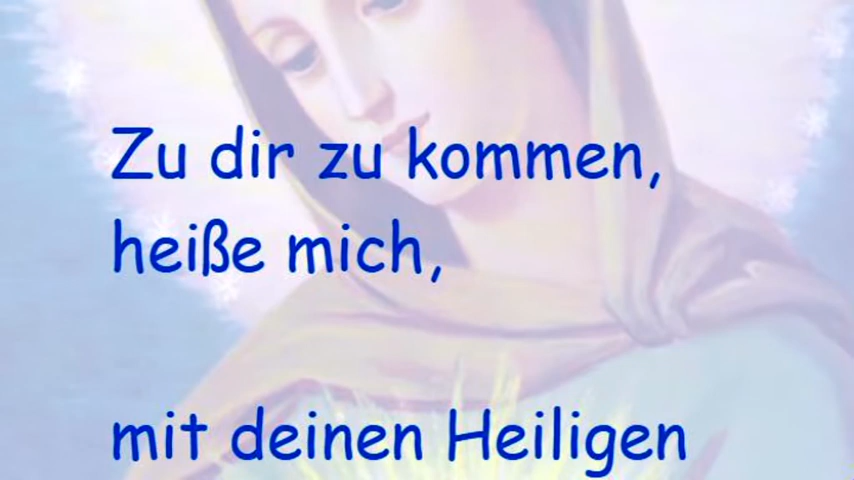 Zu dir zu kommen,
heiße mich,
mit deinen Heiligen